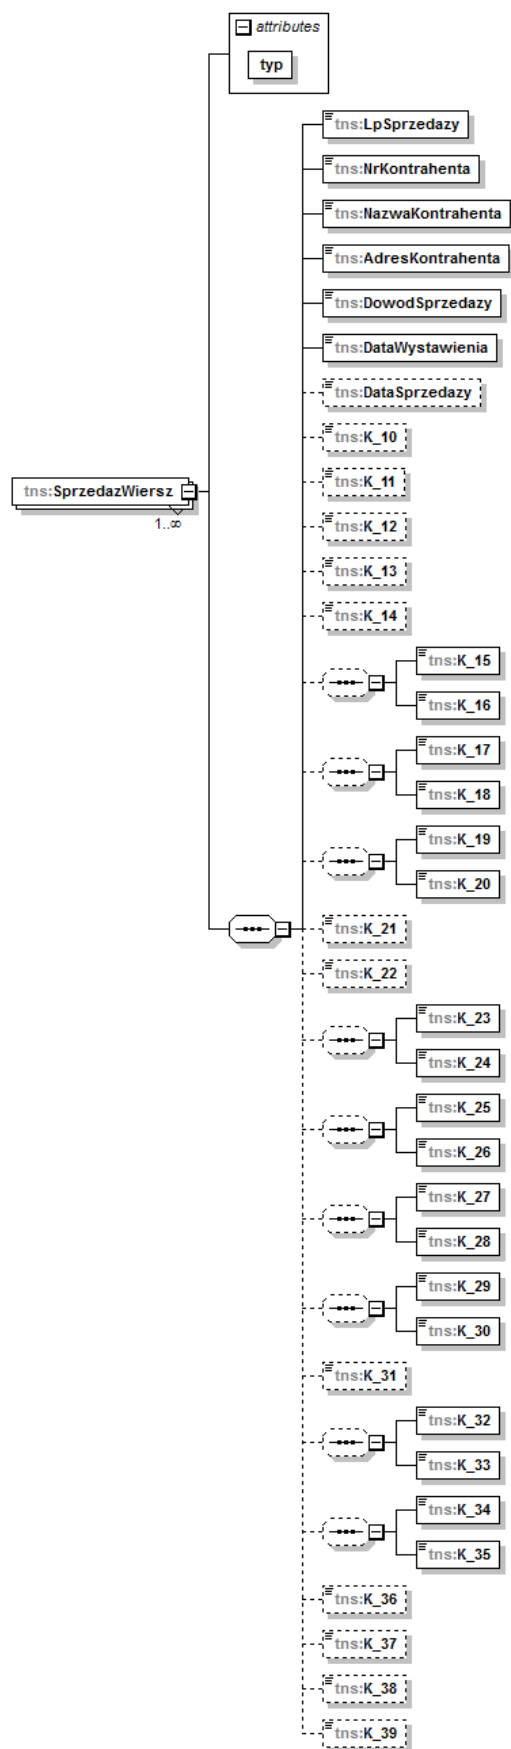 attributes
typ
tns:LpSprzedazy
tns:NrKontrahenta
tns:NazwaKontrahenta
tns:AdresKontrahenta
tns:DowodSprzedazy
tns:DataWystawienia
tns:DataSprzedazy
tns:K_10
tns:K_11
tns:SprzedazWiersz
1..∞
tns:K_12
tns:K_13
tns:K_14
tns:K_15
tns:K_16
tns:K_17
tns:K_18
tns:K_19
tns:K_20
tns:K_21
tns:K_22
tns:K_23
tns:K_24
tns:K_25
tns:K_26
tns:K_27
tns:K_28
tns:K_29
tns:K_30
tns:K_31
tns:K_32
tns:K_33
tns:K_34
tns:K_35
tns:K_36
tns:K_37
tns:K_38
tns:K_39